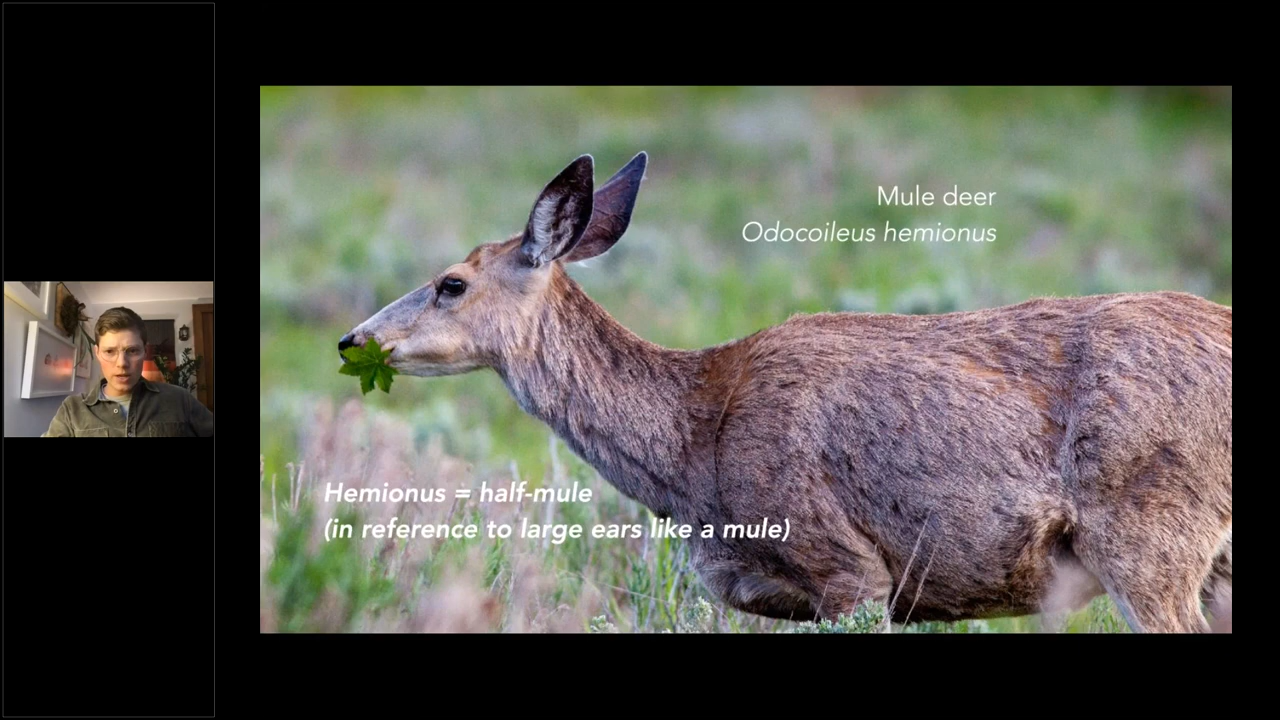 Mule deer
Odocoileus hemionus
Hemionus = half-mule
(in reference to large ears like a mule)